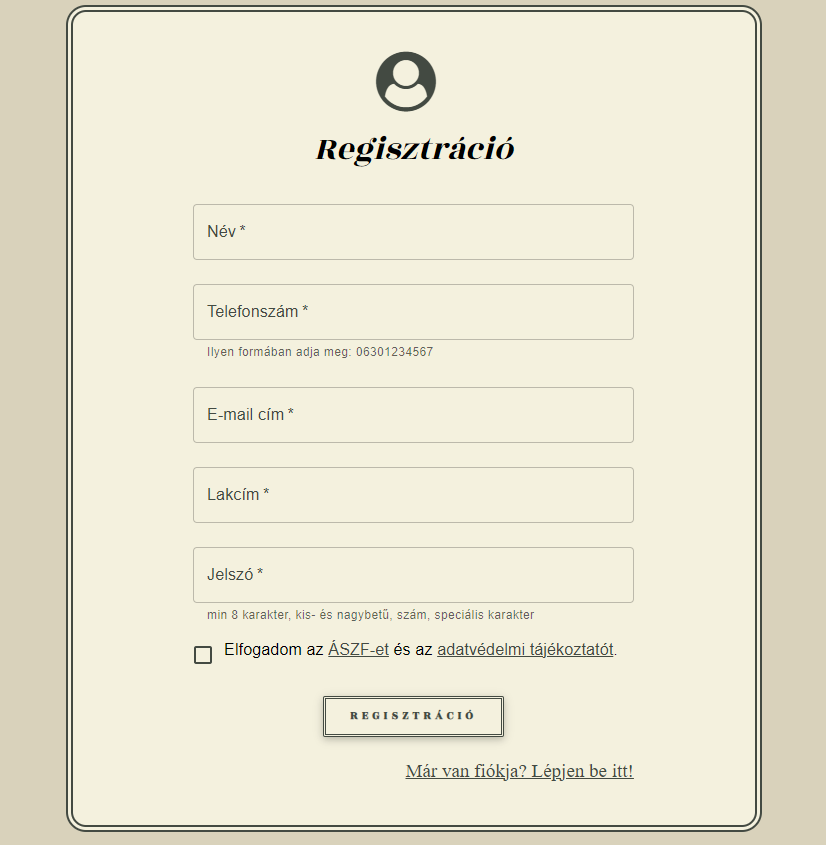 Regisztráció
Név *
Telefonszám *
Ilyen formában adja meg: 06301234567
E-mail cím *
Lakcím *
Jelszó *
min 8 karakter, kis- és nagybetű, szám, speciális karakter
Elfogadom az ÁSZF-et és az adatvédelmi tájékoztatót.
REGISZTRÁCIÓ
Már van fiókja? Lépjen be itt!